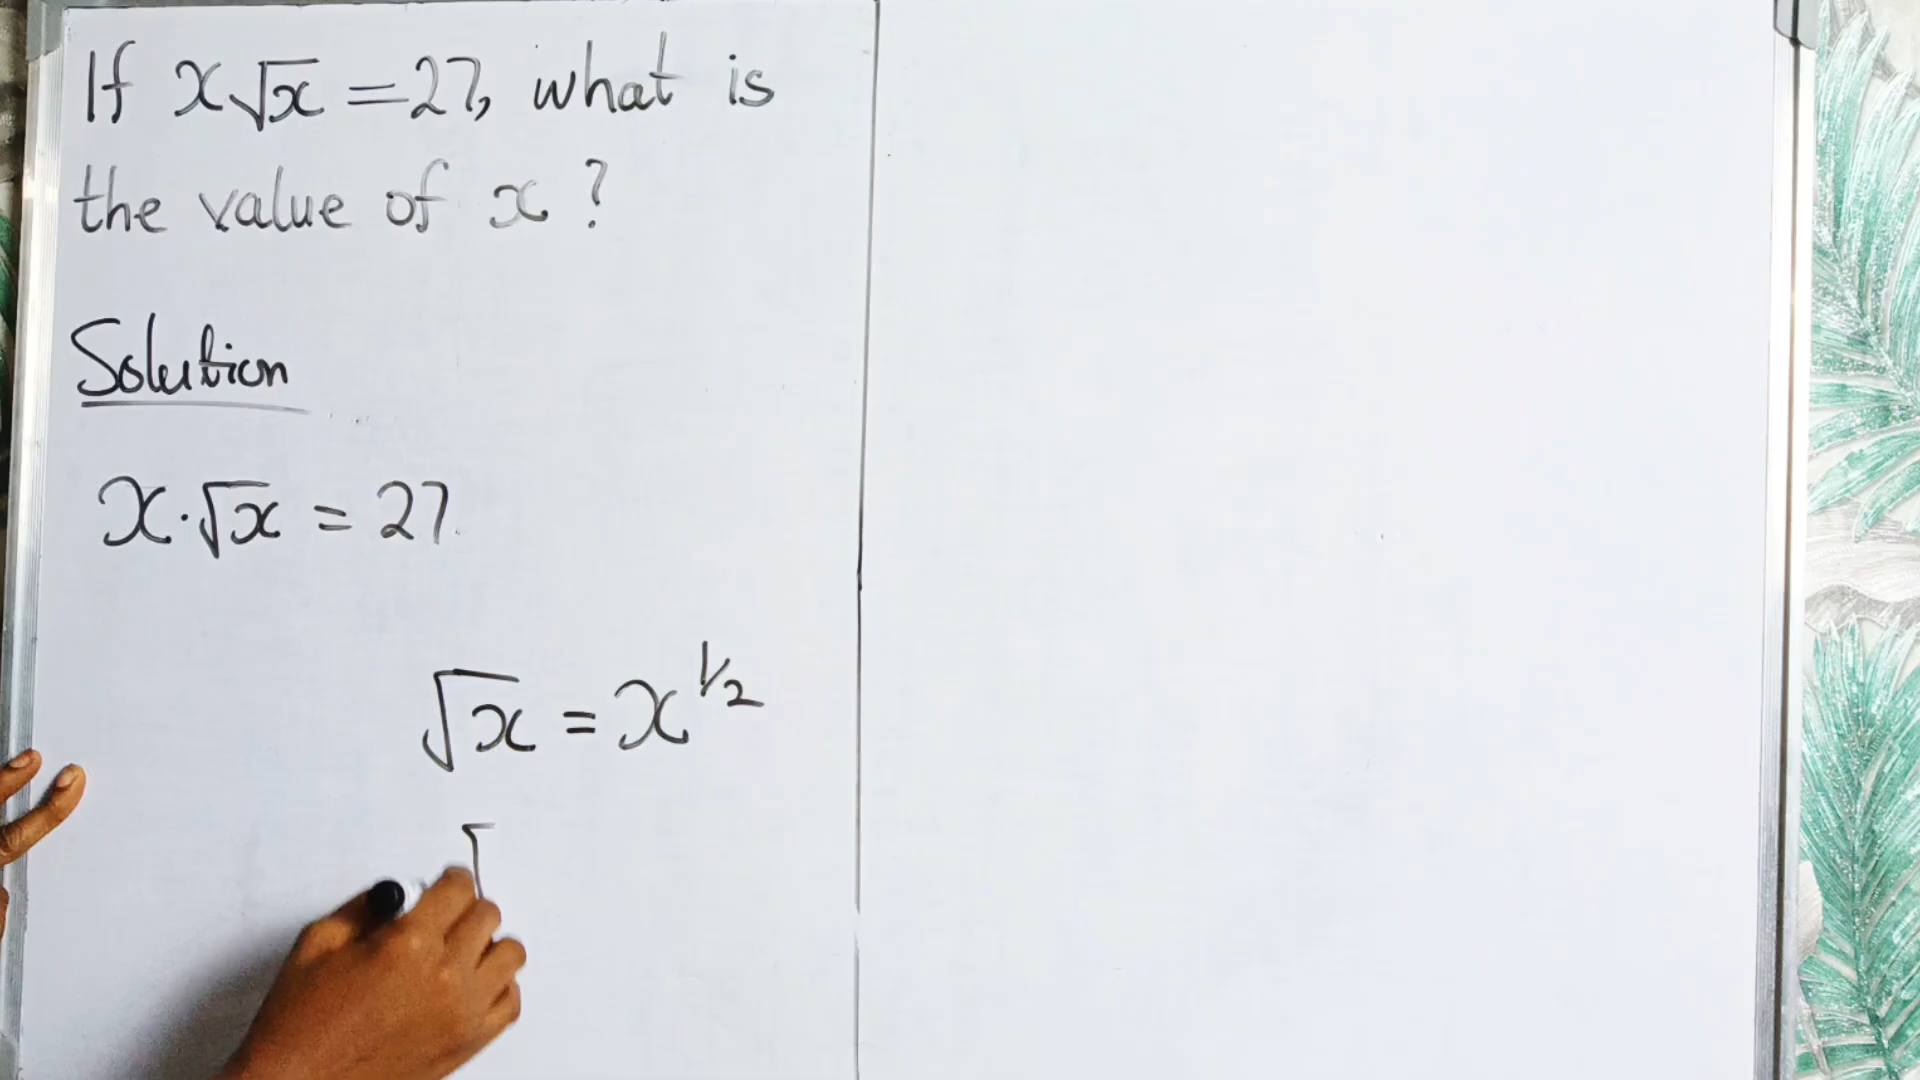 If x√x = 27, what is
the value of x ?
Solution
x·√x = 27
√x = x^1/2